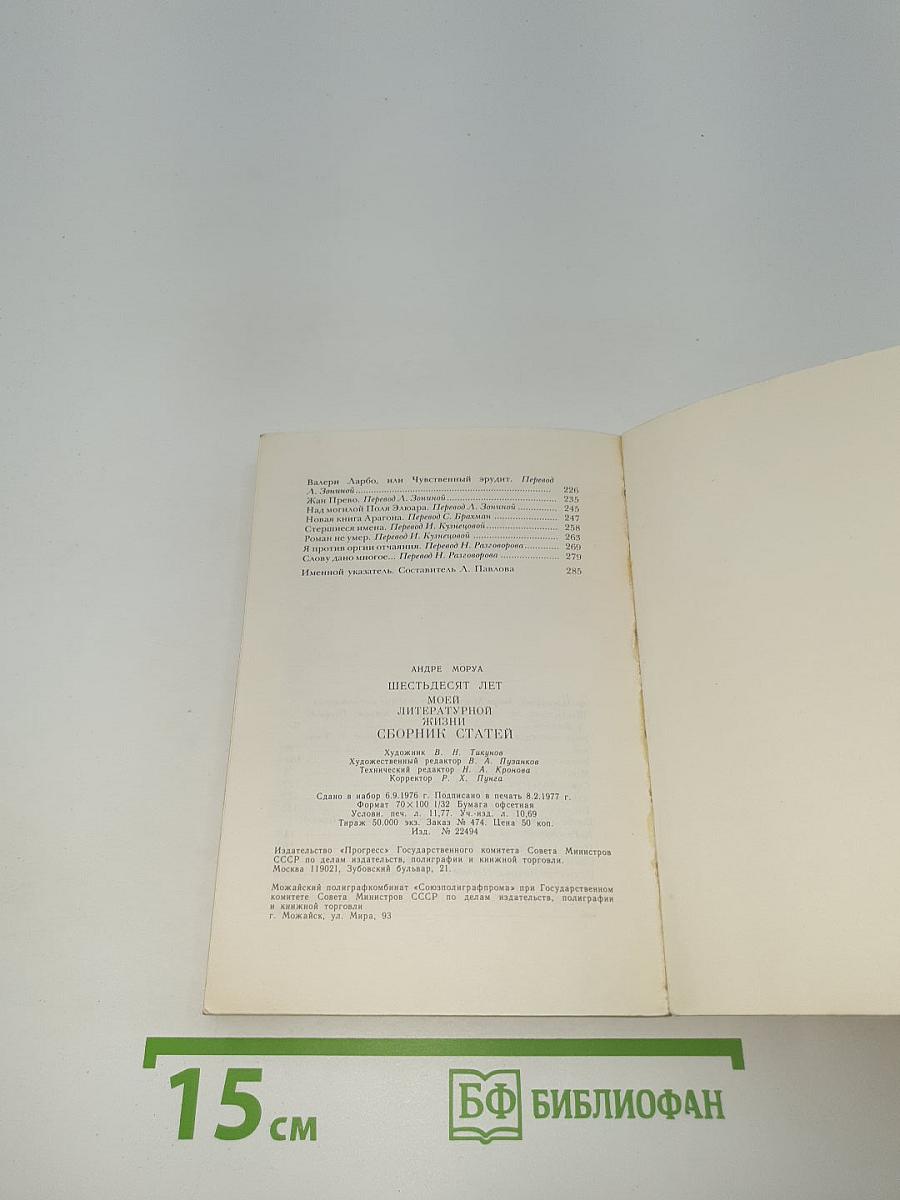 Валери Ларбо, или Чувственный эрудит. Перевод
Л. Зониной 226
Жан Прево. Перевод Л. Зониной 235
Над могилой Поля Элюара. Перевод Л. Зониной 245
Новая книга Арагона. Перевод С. Брахман 247
Стершиеся имена. Перевод И. Кузнецовой 258
Роман не умер. Перевод И. Кузнецовой 263
Я против оргии отчаяния. Перевод Н. Разговорова 269
Слову дано многое... Перевод Н. Разговорова 279
Именной указатель. Составитель Л. Павлова 285
АНДРЕ МОРУА
ШЕСТЬДЕСЯТ ЛЕТ
МОЕЙ
ЛИТЕРАТУРНОЙ
ЖИЗНИ
СБОРНИК СТАТЕЙ
Художник В. Н. Тикунов
Художественный редактор В. А. Пузанков
Технический редактор Н. А. Кронова
Корректор Р. Х. Пунга
Сдано в набор 6.9.1976 г. Подписано в печать 8.2.1977 г.
Формат 70×100 1/32 Бумага офсетная
Услови. печ. л. 11,77. Уч.-изд. л. 10,69
Тираж 50.000 экз. Заказ № 474. Цена 50 коп.
Изд. № 22494
Издательство «Прогресс» Государственного комитета Совета Министров
СССР по делам издательств, полиграфии и книжной торговли.
Москва 119021, Зубовский бульвар, 21.
Можайский полиграфкомбинат «Союзполиграфпрома» при Государственном
комитете Совета Министров СССР по делам издательств, полиграфии
и книжной торговли
г. Можайск, ул. Мира, 93
15 см
БФ БИБЛИОФАН